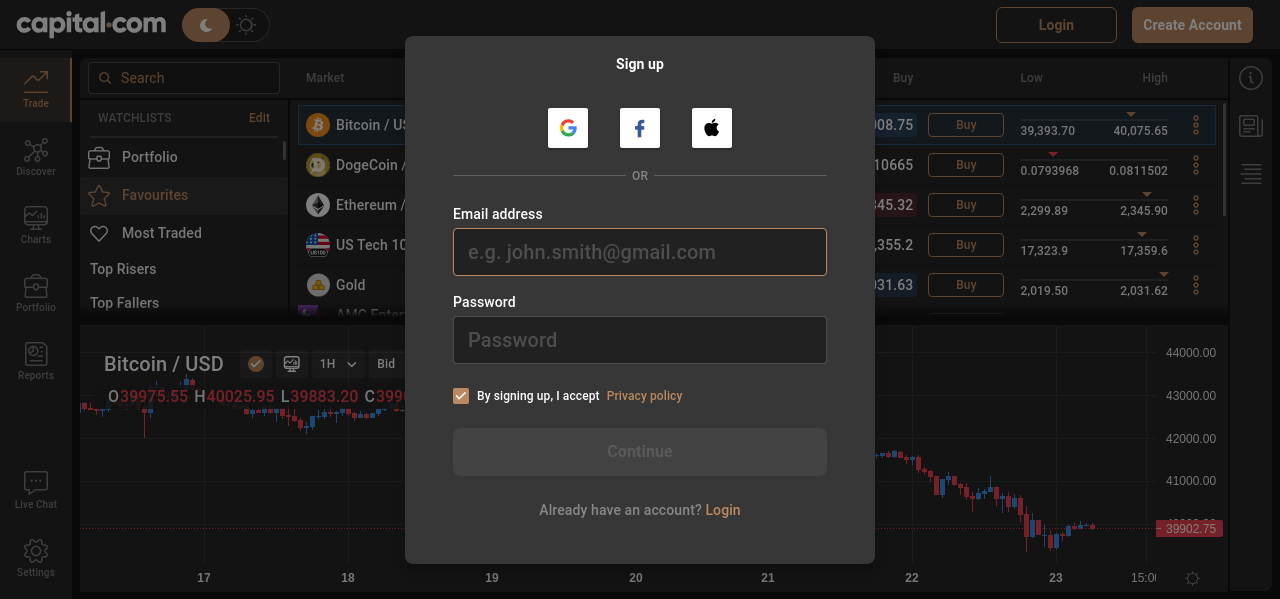 capital.com
Login
Create Account
Sign up
Trade
Discover
Charts
Portfolio
Reports
Live Chat
Settings
Search
WATCHLISTS Edit
Portfolio
Favourites
Most Traded
Top Risers
Top Fallers
Market Buy Low High
Bitcoin / US 008.75 Buy 39,393.70 40,075.65
DogeCoin / 10665 Buy 0.0793968 0.0811502
Ethereum / 345.32 Buy 2,299.89 2,345.90
US Tech 10 ,355.2 Buy 17,323.9 17,359.6
Gold 031.63 Buy 2,019.50 2,031.62
OR
Email address
e.g. john.smith@gmail.com
Password
Password
By signing up, I accept Privacy policy
Continue
Already have an account? Login
Bitcoin / USD 1H Bid
O39975.55 H40025.95 L39883.20 C399
44000.00
43000.00
42000.00
41000.00
39902.75
17 18 19 20 21 22 23 15:00